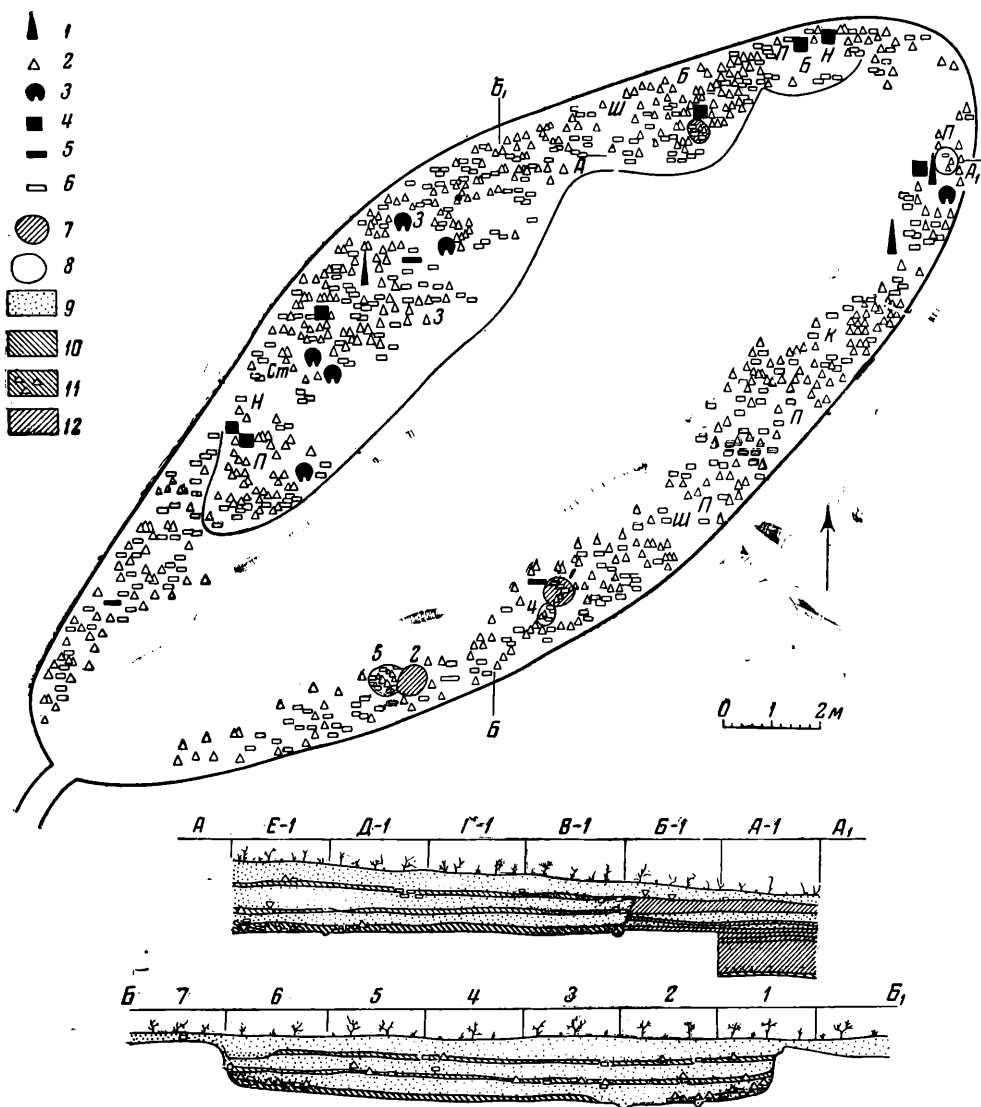 1
2
3
4
5
6
7
8
9
10
11
12
П Н
Б
Б
Б₁
Ш
А
П
А₁
З
З
К
Ст
Н
П
П
П
Ш
4
5 2
Б
0 1 2 м
А Е-1 Д-1 Г-1 В-1 Б-1 А-1 А₁
Б 7 6 5 4 3 2 1 Б₁